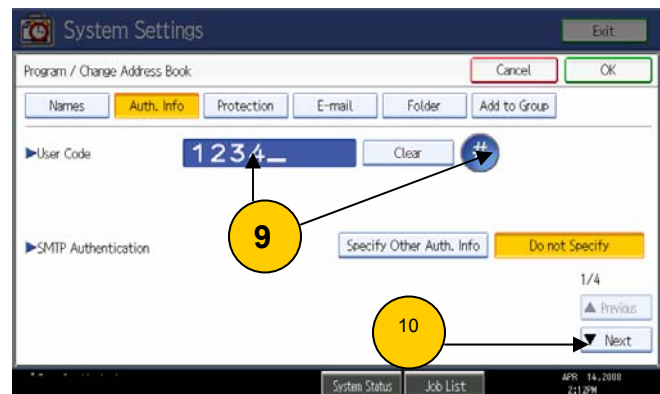 System Settings Exit
Program / Change Address Book Cancel OK
Names Auth. Info Protection E-mail Folder Add to Group
▶User Code 1234_ Clear #
9
▶SMTP Authentication Specify Other Auth. Info Do not Specify
1/4
▲ Previous
10
▼ Next
System Status Job List APR 14,2008
2:12PM